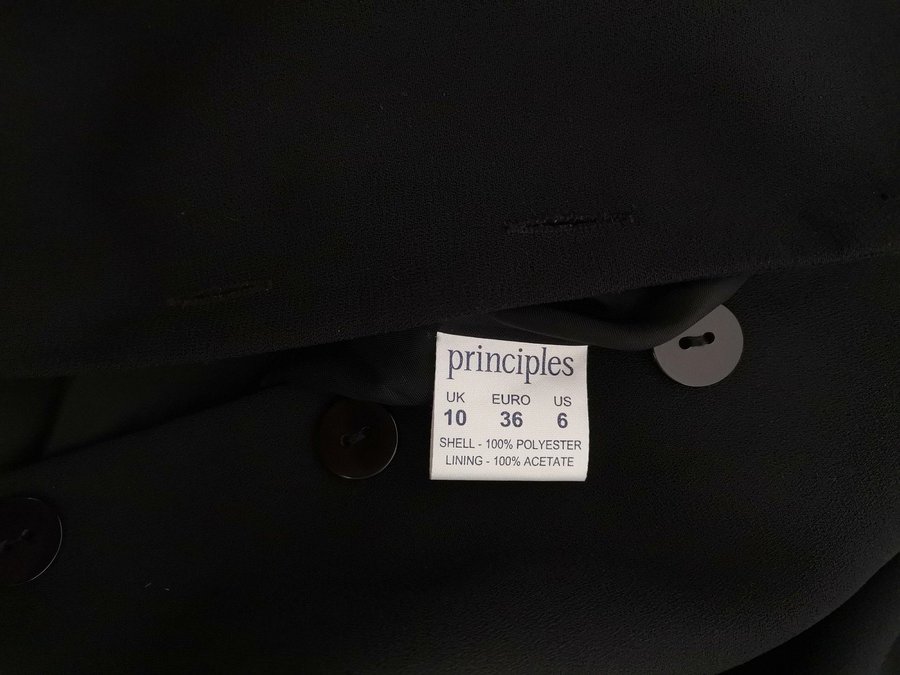 principles
UK EURO US
10 36 6
SHELL - 100% POLYESTER
LINING - 100% ACETATE